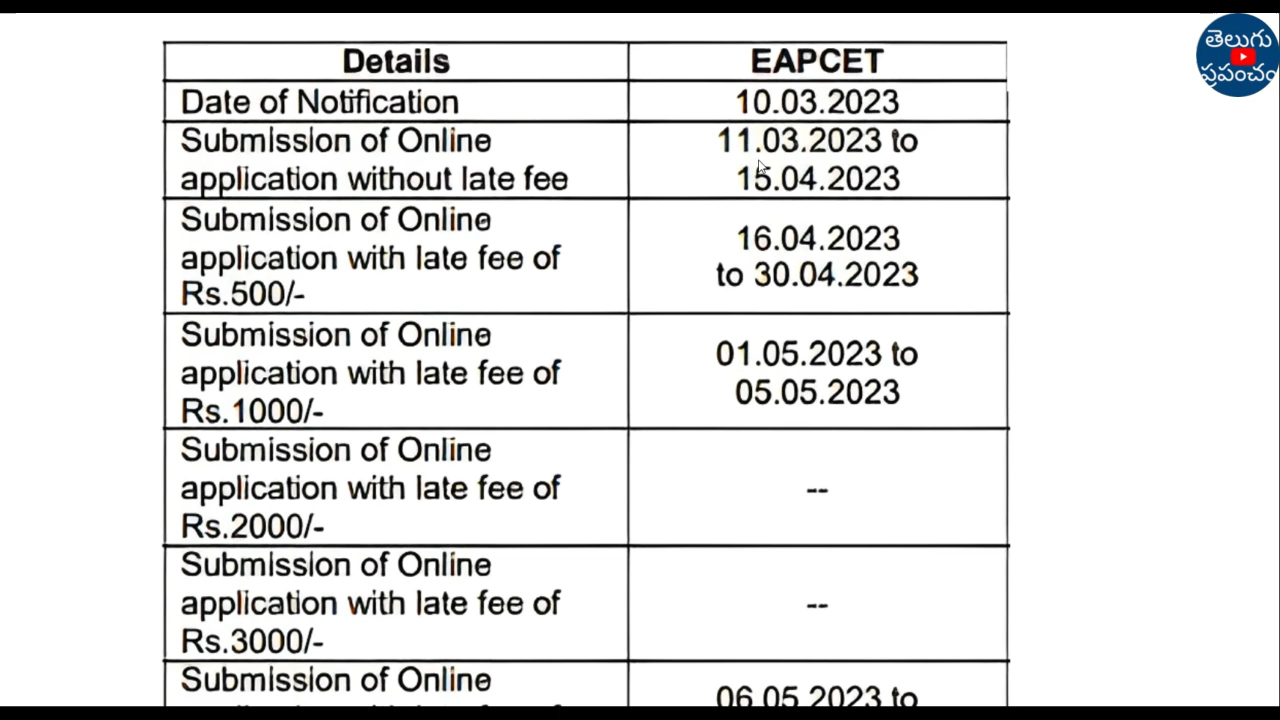 తెలుగు
ప్రపంచం
Details EAPCET
Date of Notification 10.03.2023
Submission of Online
application without late fee
11.03.2023 to
15.04.2023
Submission of Online
application with late fee of
Rs.500/-
16.04.2023
to 30.04.2023
Submission of Online
application with late fee of
Rs.1000/-
01.05.2023 to
05.05.2023
Submission of Online
application with late fee of
Rs.2000/-
--
Submission of Online
application with late fee of
Rs.3000/-
--
Submission of Online
06.05.2023 to